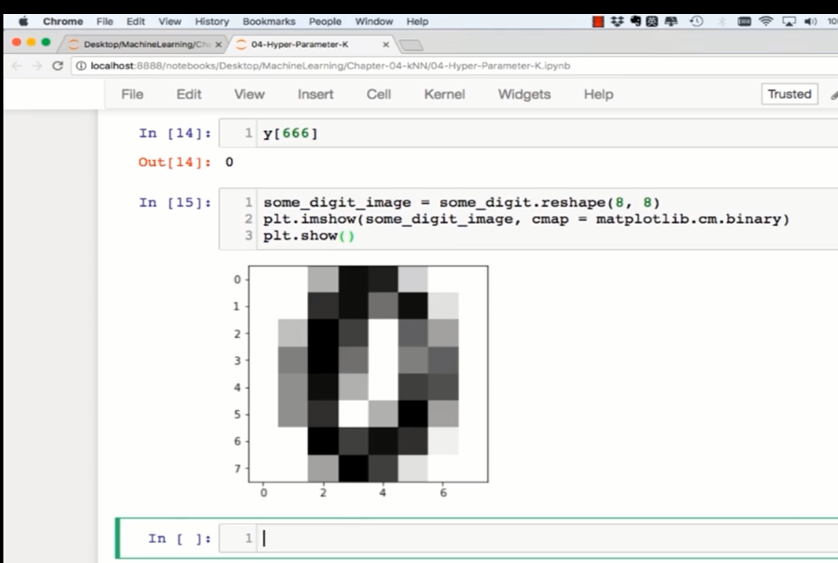 Chrome File Edit View History Bookmarks People Window Help
Desktop/MachineLearning/Ch
04-Hyper-Parameter-K
localhost:8888/notebooks/Desktop/MachineLearning/Chapter-04-kNN/04-Hyper-Parameter-K.ipynb
File Edit View Insert Cell Kernel Widgets Help Trusted
In [14]: 1 y[666]
Out[14]: 0
In [15]: 1 some_digit_image = some_digit.reshape(8, 8)
2 plt.imshow(some_digit_image, cmap = matplotlib.cm.binary)
3 plt.show()
0
1
2
3
4
5
6
7
0 2 4 6
In [ ]: 1